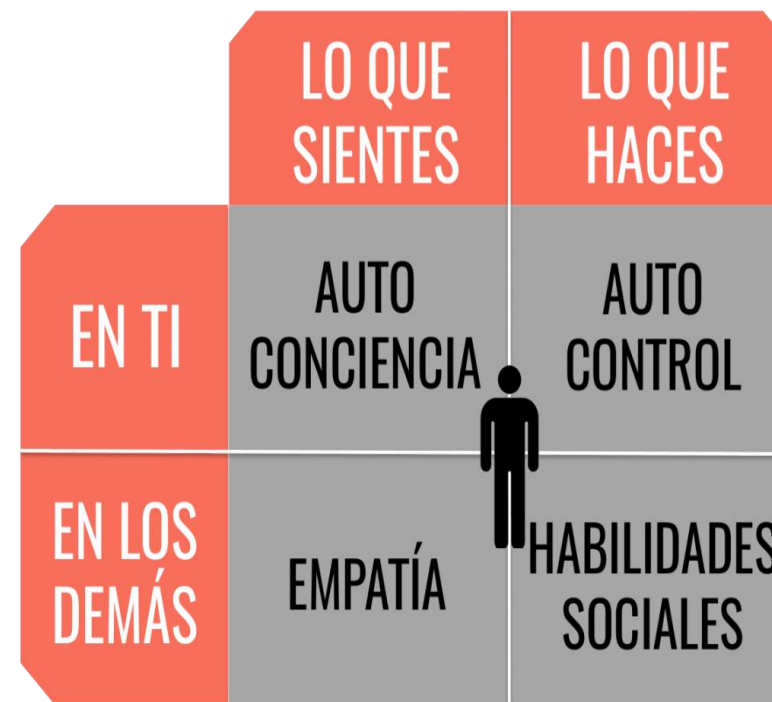 LO QUE
SIENTES
LO QUE
HACES
EN TI
AUTO
CONCIENCIA
AUTO
CONTROL
EN LOS
DEMÁS
EMPATÍA
HABILIDADES
SOCIALES